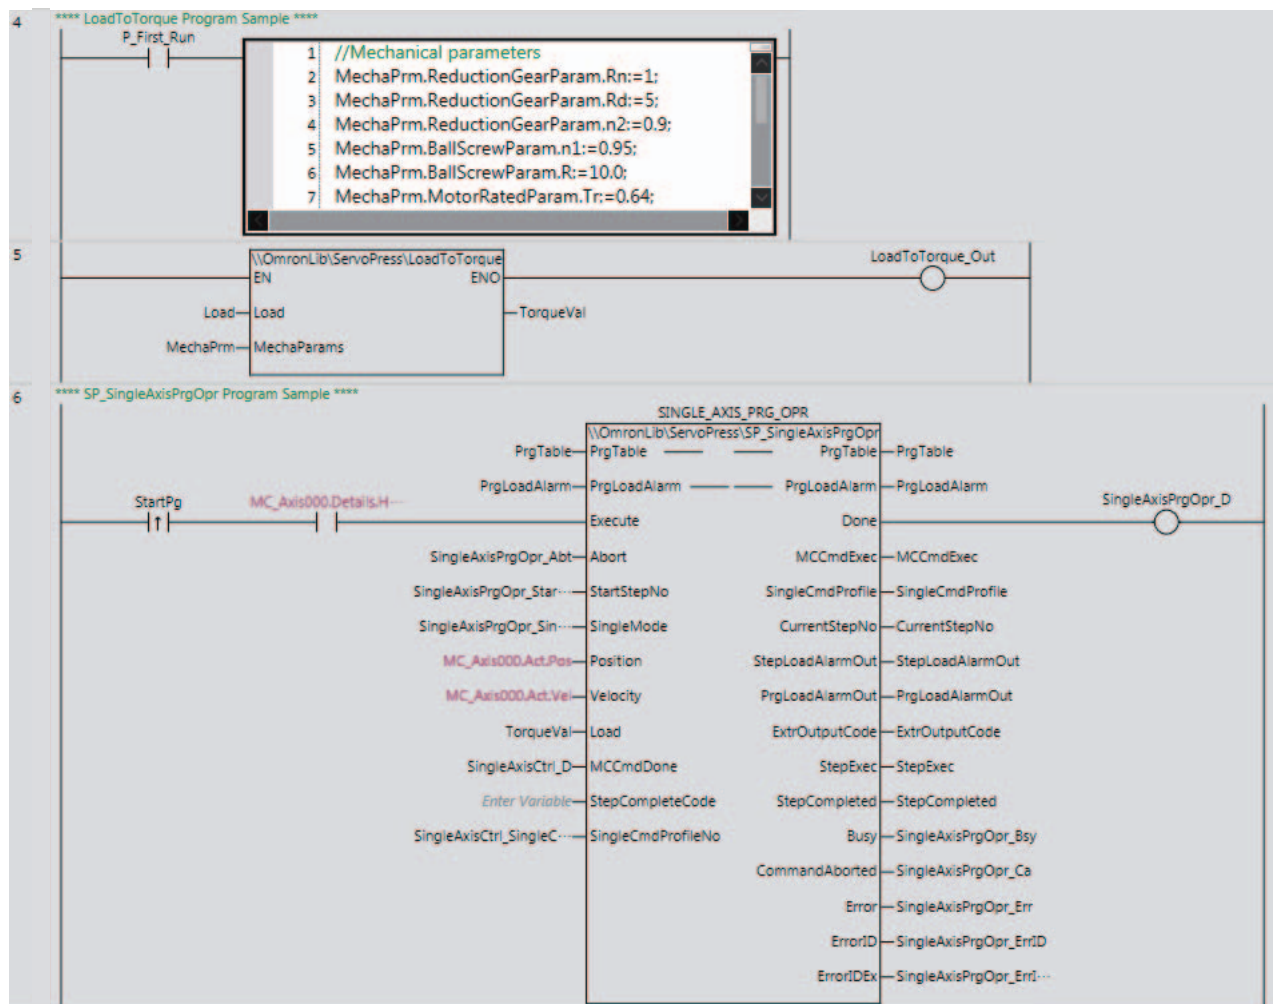 4
**** LoadToTorque Program Sample ****
P_First_Run
1 //Mechanical parameters
2 MechaPrm.ReductionGearParam.Rn:=1;
3 MechaPrm.ReductionGearParam.Rd:=5;
4 MechaPrm.ReductionGearParam.n2:=0.9;
5 MechaPrm.BallScrewParam.n1:=0.95;
6 MechaPrm.BallScrewParam.R:=10.0;
7 MechaPrm.MotorRatedParam.Tr:=0.64;
5
\\OmronLib\ServoPress\LoadToTorque
LoadToTorque_Out
EN ENO
Load Load TorqueVal
MechaPrm MechaParams
6
**** SP_SingleAxisPrgOpr Program Sample ****
SINGLE_AXIS_PRG_OPR
\\OmronLib\ServoPress\SP_SingleAxisPrgOpr
PrgTable PrgTable PrgTable PrgTable
PrgLoadAlarm PrgLoadAlarm PrgLoadAlarm PrgLoadAlarm
StartPg MC_Axis000.Details.H··· SingleAxisPrgOpr_D
Execute Done
SingleAxisPrgOpr_Abt Abort MCCmdExec MCCmdExec
SingleAxisPrgOpr_Star··· StartStepNo SingleCmdProfile SingleCmdProfile
SingleAxisPrgOpr_Sin··· SingleMode CurrentStepNo CurrentStepNo
MC_Axis000.Act.Pos Position StepLoadAlarmOut StepLoadAlarmOut
MC_Axis000.Act.Vel Velocity PrgLoadAlarmOut PrgLoadAlarmOut
TorqueVal Load ExtrOutputCode ExtrOutputCode
SingleAxisCtrl_D MCCmdDone StepExec StepExec
Enter Variable StepCompleteCode StepCompleted StepCompleted
SingleAxisCtrl_SingleC··· SingleCmdProfileNo Busy SingleAxisPrgOpr_Bsy
CommandAborted SingleAxisPrgOpr_Ca
Error SingleAxisPrgOpr_Err
ErrorID SingleAxisPrgOpr_ErrID
ErrorIDEx SingleAxisPrgOpr_ErrI···